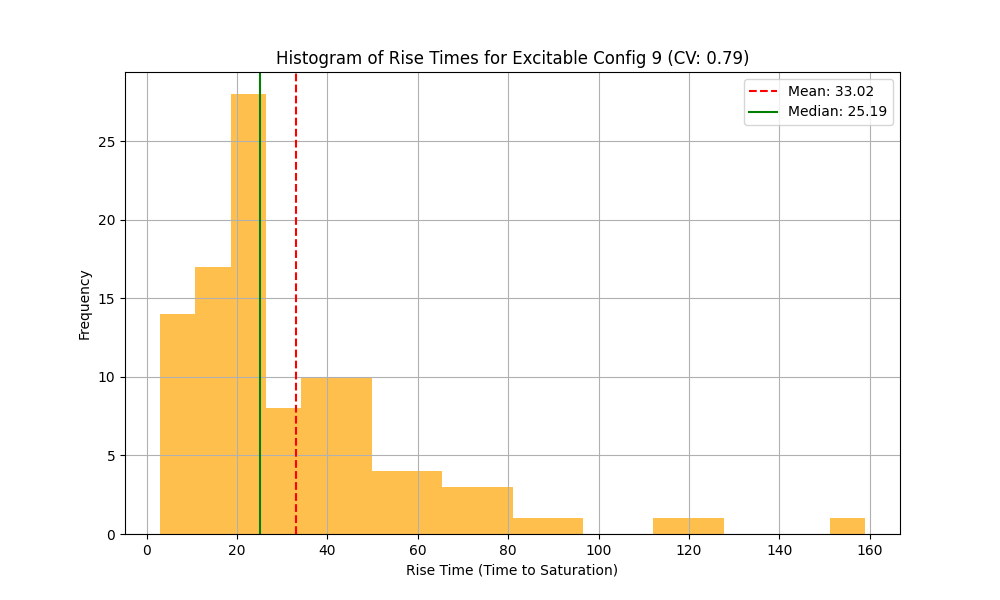 Histogram of Rise Times for Excitable Config 9 (CV: 0.79)
Mean: 33.02
Median: 25.19
Frequency
25
20
15
10
5
0
0 20 40 60 80 100 120 140 160
Rise Time (Time to Saturation)